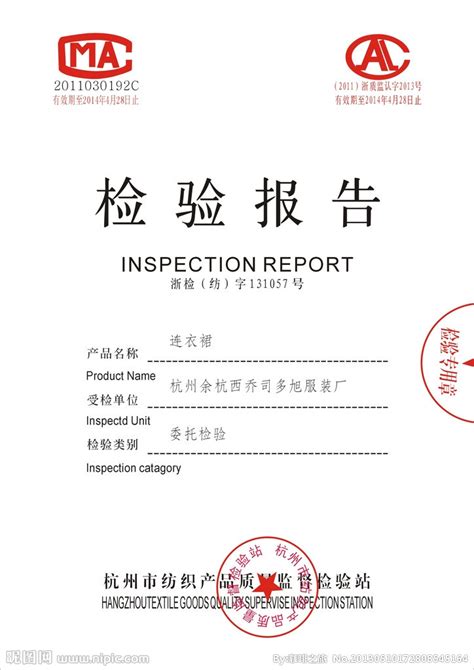 CMA
CAL
2011030192C
(2011)浙质监认字2013号
有效期至2014年4月28日止
有效期至2014年4月28日止
检验报告
INSPECTION REPORT
浙检(纺)字131057号
产品名称 连衣裙
Product Name
受检单位 杭州余杭西乔司多旭服装厂
Inspectd Unit
检验类别 委托检验
Inspection catagory
检验专用章
杭州市纺织产品质量监督检验站
杭州市纺织产品质量监督检验站
HANGZHOUTEXTILE GOODS QUALITY SUPERVISE INSPECTION STATION
昵图网
www.nipic.com